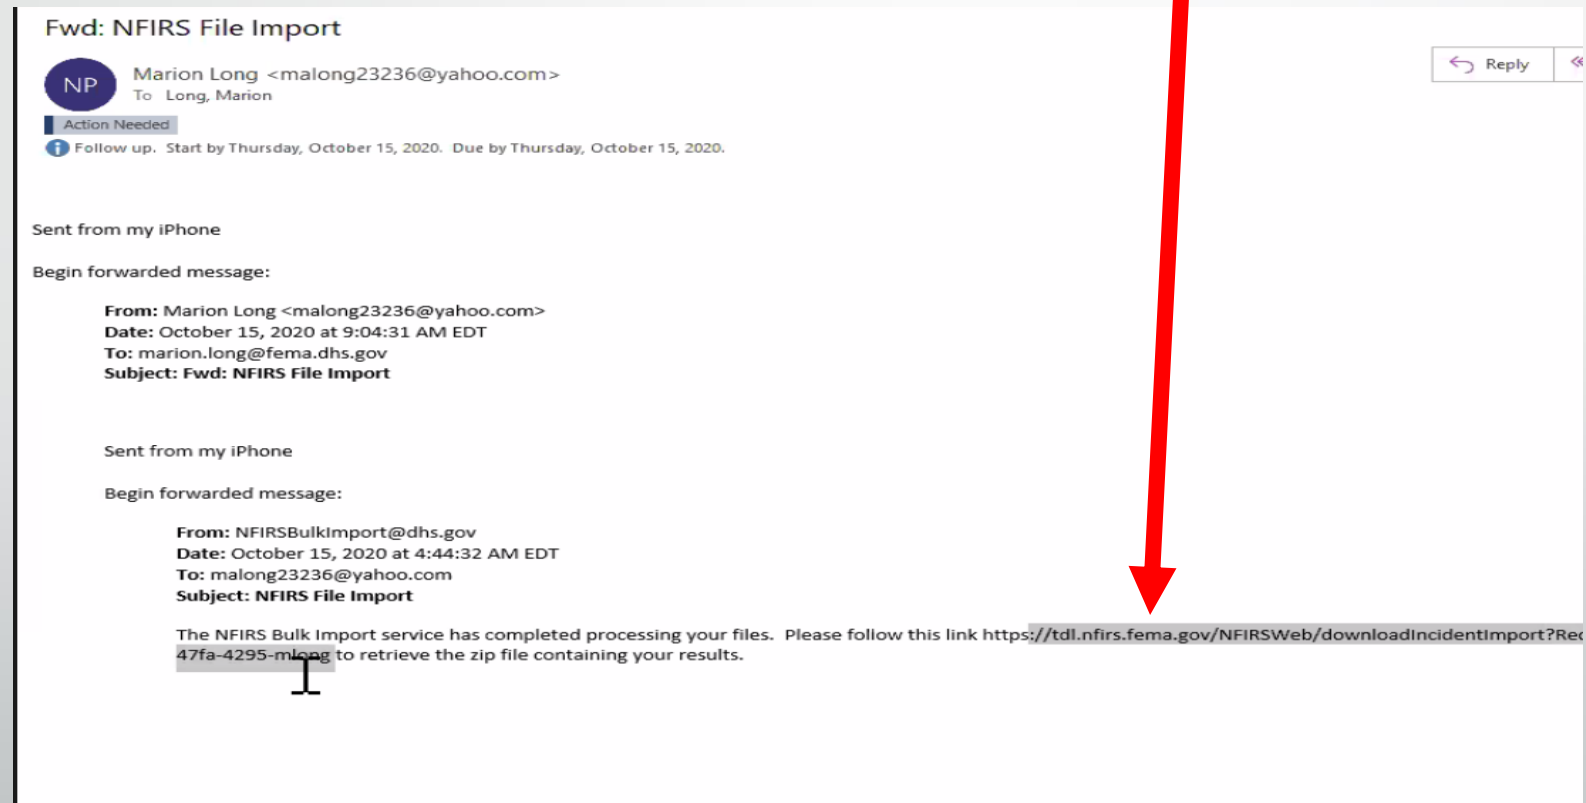 Fwd: NFIRS File Import
NP
Marion Long <malong23236@yahoo.com>
To Long, Marion
Reply
Action Needed
Follow up. Start by Thursday, October 15, 2020. Due by Thursday, October 15, 2020.
Sent from my iPhone
Begin forwarded message:
From: Marion Long <malong23236@yahoo.com>
Date: October 15, 2020 at 9:04:31 AM EDT
To: marion.long@fema.dhs.gov
Subject: Fwd: NFIRS File Import
Sent from my iPhone
Begin forwarded message:
From: NFIRSBulkImport@dhs.gov
Date: October 15, 2020 at 4:44:32 AM EDT
To: malong23236@yahoo.com
Subject: NFIRS File Import
The NFIRS Bulk Import service has completed processing your files. Please follow this link https://tdl.nfirs.fema.gov/NFIRSWeb/downloadIncidentImport?Rec
47fa-4295-mlong to retrieve the zip file containing your results.